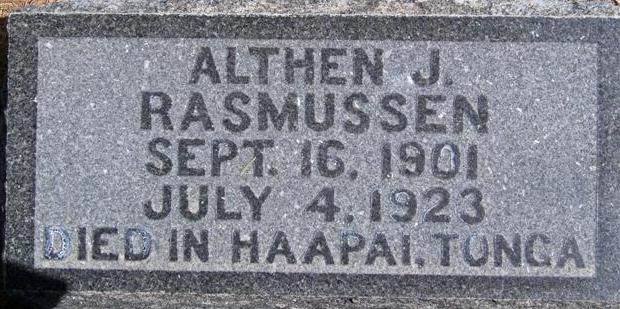 ALTHEN J.
RASMUSSEN
SEPT. 16, 1901
JULY 4, 1923
DIED IN HAAPAI, TONGA